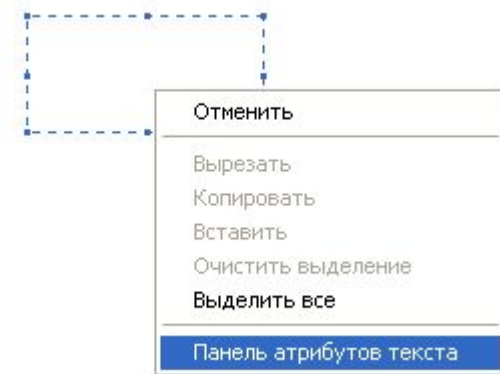 Отменить
Вырезать
Копировать
Вставить
Очистить выделение
Выделить все
Панель атрибутов текста